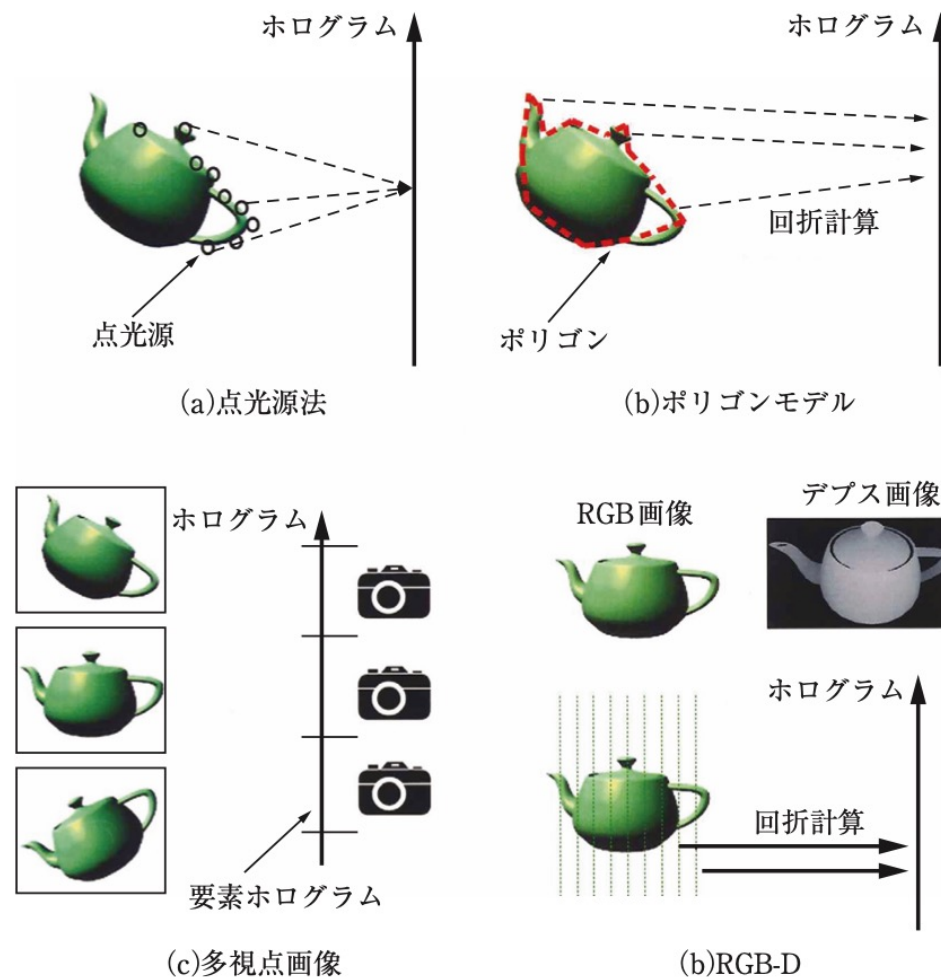 ホログラム
点光源
(a)点光源法
ホログラム
回折計算
ポリゴン
(b)ポリゴンモデル
ホログラム
要素ホログラム
(c)多視点画像
RGB画像
デプス画像
ホログラム
回折計算
(b)RGB-D